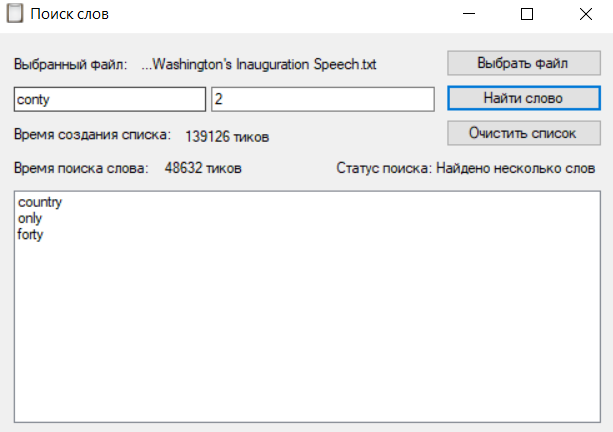 Поиск слов
Выбранный файл: ...Washington's Inauguration Speech.txt Выбрать файл
conty 2 Найти слово
Время создания списка: 139126 тиков Очистить список
Время поиска слова: 48632 тиков Статус поиска: Найдено несколько слов
country
only
forty